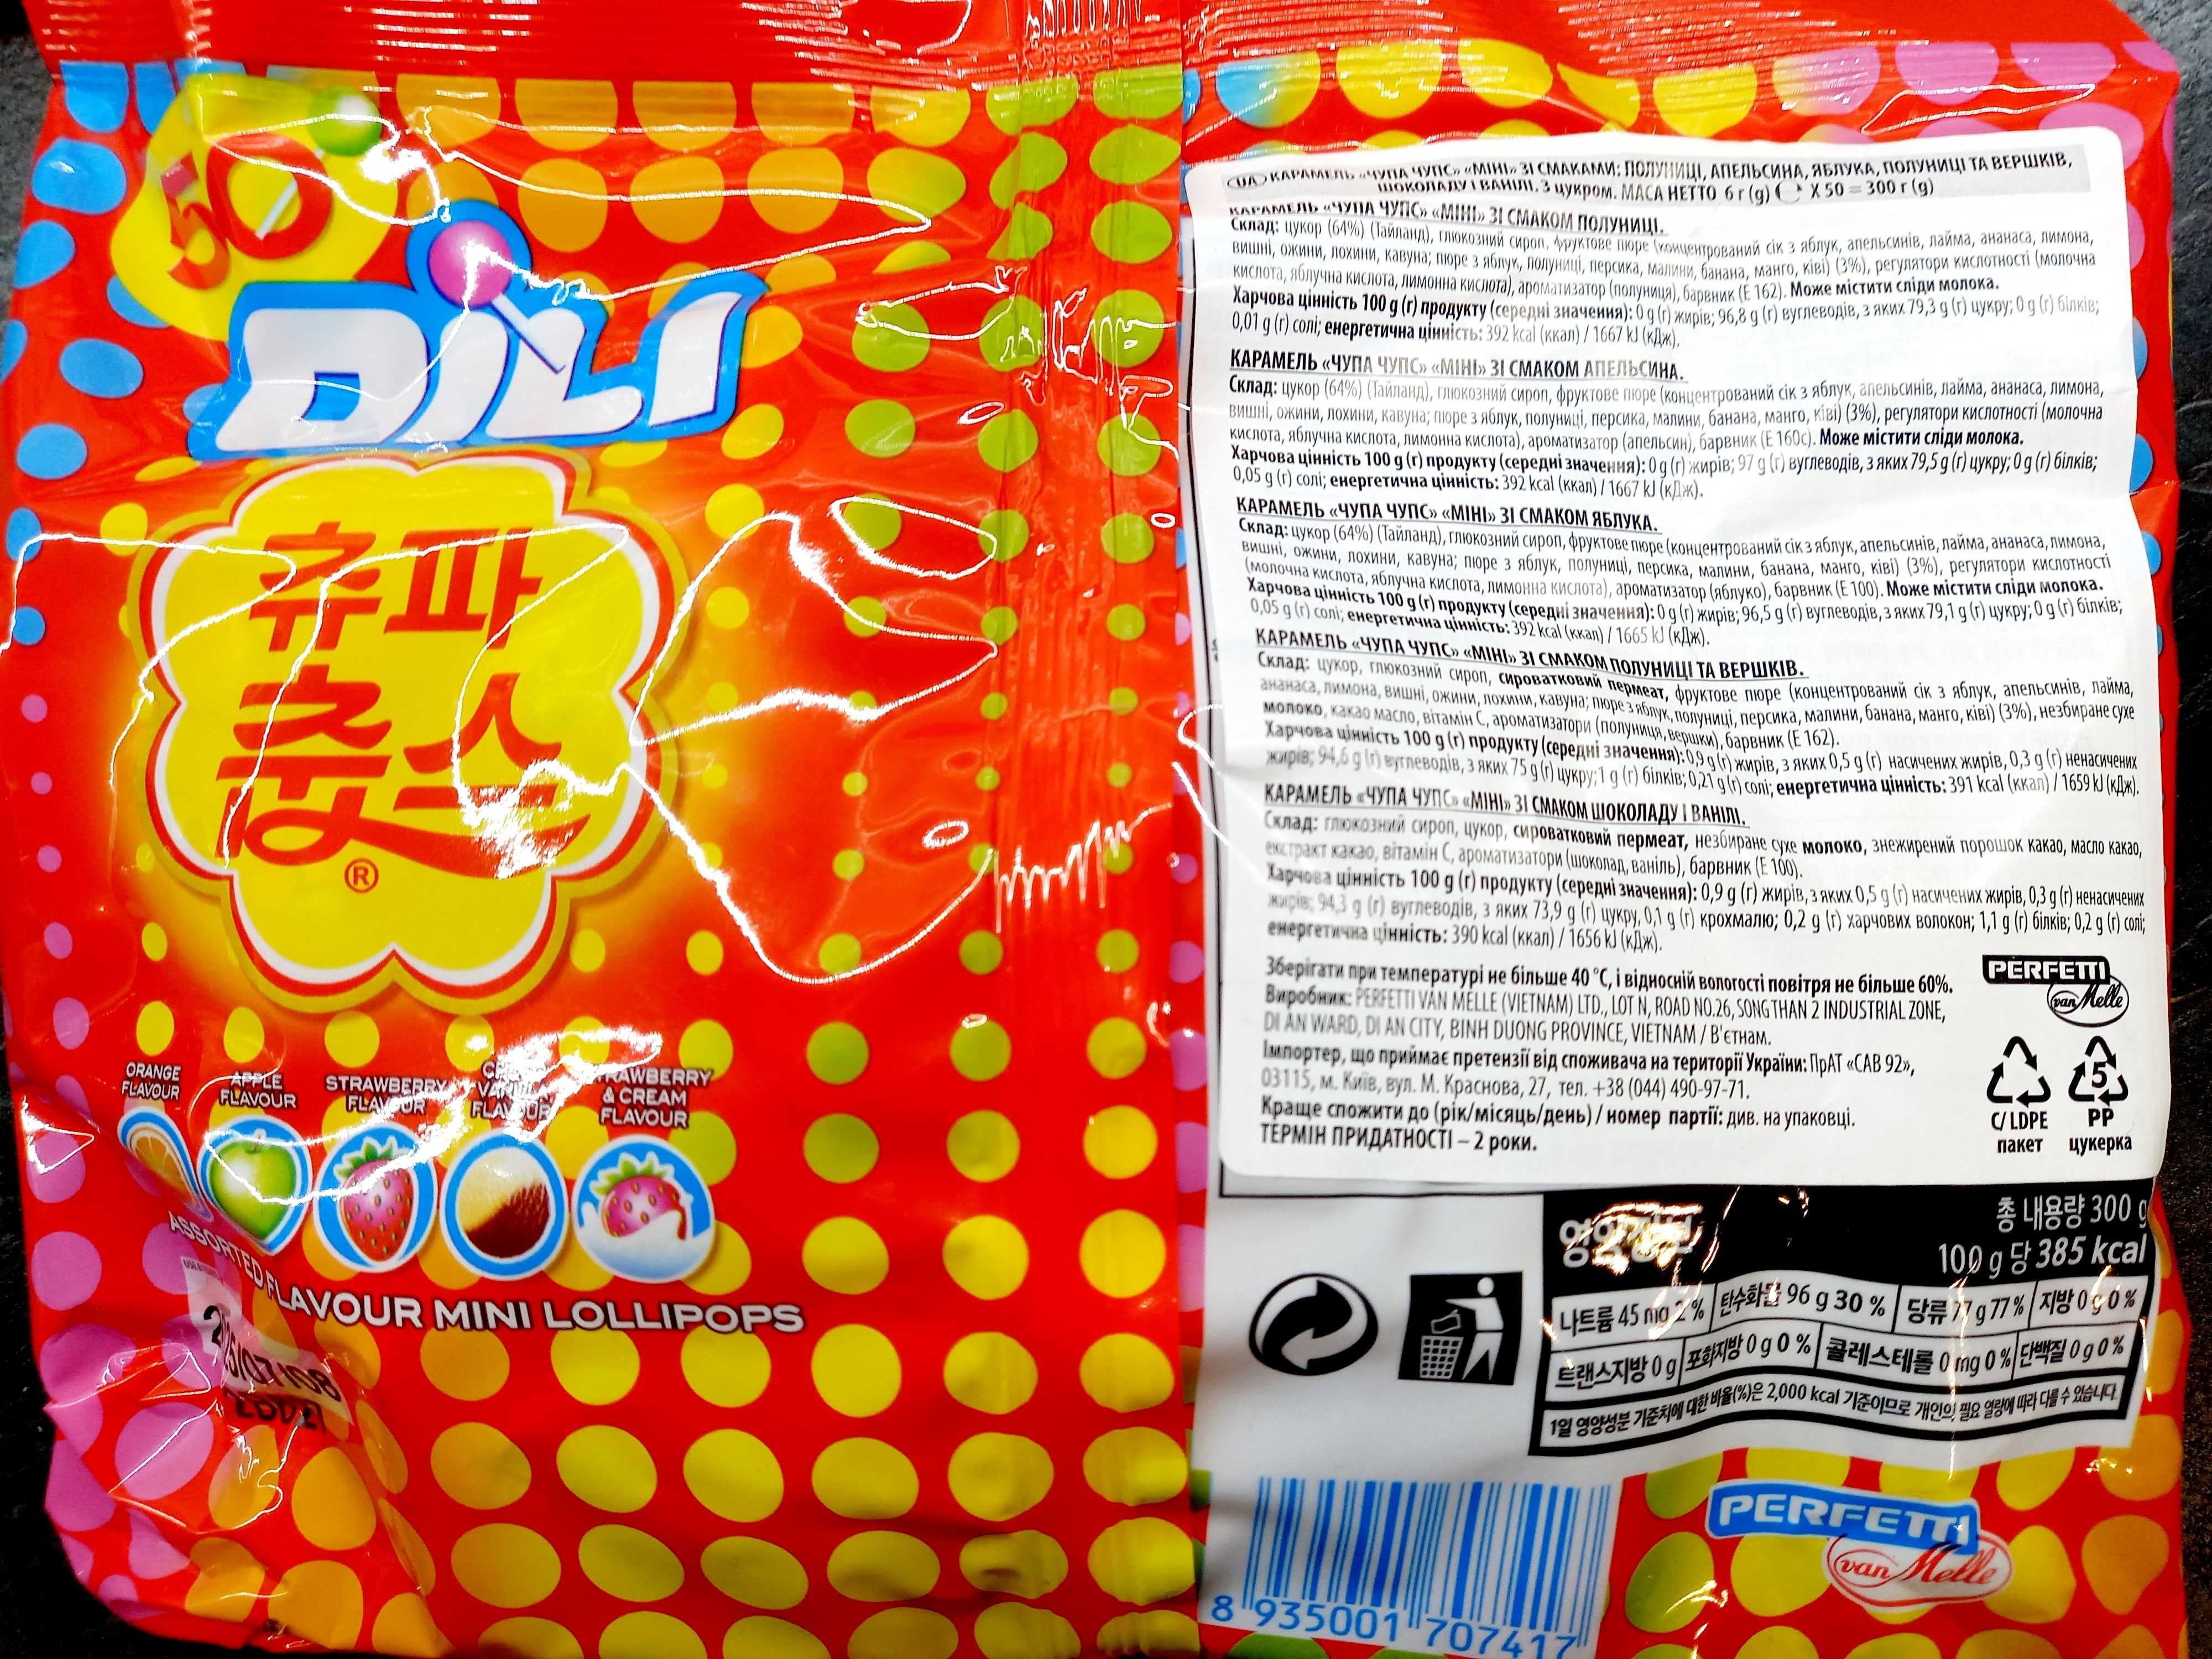 50
미니
츄파
춥스
®
ORANGE
FLAVOUR
APPLE
FLAVOUR
STRAWBERRY
FLAVOUR
VANILLA
FLAVOUR
STRAWBERRY
& CREAM
FLAVOUR
ASSORTED FLAVOUR MINI LOLLIPOPS
UA КАРАМЕЛЬ «ЧУПА ЧУПС» «МІНІ» ЗІ СМАКАМИ: ПОЛУНИЦІ, АПЕЛЬСИНА, ЯБЛУКА, ПОЛУНИЦІ ТА ВЕРШКІВ,
ШОКОЛАДУ І ВАНІЛІ. З цукром. МАСА НЕТТО 6 г (g) X 50 = 300 г (g)
КАРАМЕЛЬ «ЧУПА ЧУПС» «МІНІ» ЗІ СМАКОМ ПОЛУНИЦІ.
Склад: цукор (64%) (Тайланд), глюкозний сироп, фруктове пюре (концентрований сік з яблук, апельсинів, лайма, ананаса, лимона,
вишні, ожини, лохини, кавуна; пюре з яблук, полуниці, персика, малини, банана, манго, ківі) (3%), регулятори кислотності (молочна
кислота, яблучна кислота, лимонна кислота), ароматизатор (полуниця), барвник (Е 162). Може містити сліди молока.
Харчова цінність 100 g (г) продукту (середні значення): 0 g (г) жирів; 96,8 g (г) вуглеводів, з яких 79,3 g (г) цукру; 0 g (г) білків;
0,01 g (г) солі; енергетична цінність: 392 kcal (ккал) / 1667 kJ (кДж).
КАРАМЕЛЬ «ЧУПА ЧУПС» «МІНІ» ЗІ СМАКОМ АПЕЛЬСИНА.
Склад: цукор (64%) (Тайланд), глюкозний сироп, фруктове пюре (концентрований сік з яблук, апельсинів, лайма, ананаса, лимона,
вишні, ожини, лохини, кавуна; пюре з яблук, полуниці, персика, малини, банана, манго, ківі) (3%), регулятори кислотності (молочна
кислота, яблучна кислота, лимонна кислота), ароматизатор (апельсин), барвник (Е 160с). Може містити сліди молока.
Харчова цінність 100 g (г) продукту (середні значення): 0 g (г) жирів; 97 g (г) вуглеводів, з яких 79,5 g (г) цукру; 0 g (г) білків;
0,05 g (г) солі; енергетична цінність: 392 kcal (ккал) / 1667 kJ (кДж).
КАРАМЕЛЬ «ЧУПА ЧУПС» «МІНІ» ЗІ СМАКОМ ЯБЛУКА.
Склад: цукор (64%) (Тайланд), глюкозний сироп, фруктове пюре (концентрований сік з яблук, апельсинів, лайма, ананаса, лимона,
вишні, ожини, лохини, кавуна; пюре з яблук, полуниці, персика, малини, банана, манго, ківі) (3%), регулятори кислотності
(молочна кислота, яблучна кислота, лимонна кислота), ароматизатор (яблуко), барвник (Е 100). Може містити сліди молока.
Харчова цінність 100 g (г) продукту (середні значення): 0 g (г) жирів; 96,5 g (г) вуглеводів, з яких 79,1 g (г) цукру; 0 g (г) білків;
0,05 g (г) солі; енергетична цінність: 392 kcal (ккал) / 1665 kJ (кДж).
КАРАМЕЛЬ «ЧУПА ЧУПС» «МІНІ» ЗІ СМАКОМ ПОЛУНИЦІ ТА ВЕРШКІВ.
Склад: цукор, глюкозний сироп, сироватковий пермеат, фруктове пюре (концентрований сік з яблук, апельсинів, лайма,
ананаса, лимона, вишні, ожини, лохини, кавуна; пюре з яблук, полуниці, персика, малини, банана, манго, ківі) (3%), незбиране сухе
молоко, какао масло, вітамін С, ароматизатори (полуниця, вершки), барвник (Е 162).
Харчова цінність 100 g (г) продукту (середні значення): 0,9 g (г) жирів, з яких 0,5 g (г) насичених жирів, 0,3 g (г) ненасичених
жирів; 94,6 g (г) вуглеводів, з яких 75 g (г) цукру; 1 g (г) білків; 0,21 g (г) солі; енергетична цінність: 391 kcal (ккал) / 1659 kJ (кДж).
КАРАМЕЛЬ «ЧУПА ЧУПС» «МІНІ» ЗІ СМАКОМ ШОКОЛАДУ І ВАНІЛІ.
Склад: глюкозний сироп, цукор, сироватковий пермеат, незбиране сухе молоко, знежирений порошок какао, масло какао,
екстракт какао, вітамін С, ароматизатори (шоколад, ваніль), барвник (Е 100).
Харчова цінність 100 g (г) продукту (середні значення): 0,9 g (г) жирів, з яких 0,5 g (г) насичених жирів, 0,3 g (г) ненасичених
жирів; 94,3 g (г) вуглеводів, з яких 73,9 g (г) цукру, 0,1 g (г) крохмалю; 0,2 g (г) харчових волокон; 1,1 g (г) білків; 0,2 g (г) солі;
енергетична цінність: 390 kcal (ккал) / 1656 kJ (кДж).
Зберігати при температурі не більше 40 °С, і відносній вологості повітря не більше 60%.
Виробник: PERFETTI VAN MELLE (VIETNAM) LTD., LOT N, ROAD NO.26, SONG THAN 2 INDUSTRIAL ZONE,
DI AN WARD, DI AN CITY, BINH DUONG PROVINCE, VIETNAM / В'єтнам.
Імпортер, що приймає претензії від споживача на території України: ПрАТ «САВ 92»,
03115, м. Київ, вул. М. Краснова, 27, тел. +38 (044) 490-97-71.
Краще спожити до (рік/місяць/день) / номер партії: див. на упаковці.
ТЕРМІН ПРИДАТНОСТІ – 2 роки.
PERFETTI
van Melle
C/ LDPE
пакет
5
PP
цукерка
영양정보
총 내용량 300 g
100 g 당 385 kcal
나트륨 45 mg 2 % 탄수화물 96 g 30 % 당류 77 g 77 % 지방 0 g 0 %
트랜스지방 0 g 포화지방 0 g 0 % 콜레스테롤 0 mg 0 % 단백질 0 g 0 %
1일 영양성분 기준치에 대한 비율(%)은 2,000 kcal 기준이므로 개인의 필요 열량에 따라 다를 수 있습니다.
PERFETTI
van Melle
8 935001 707417